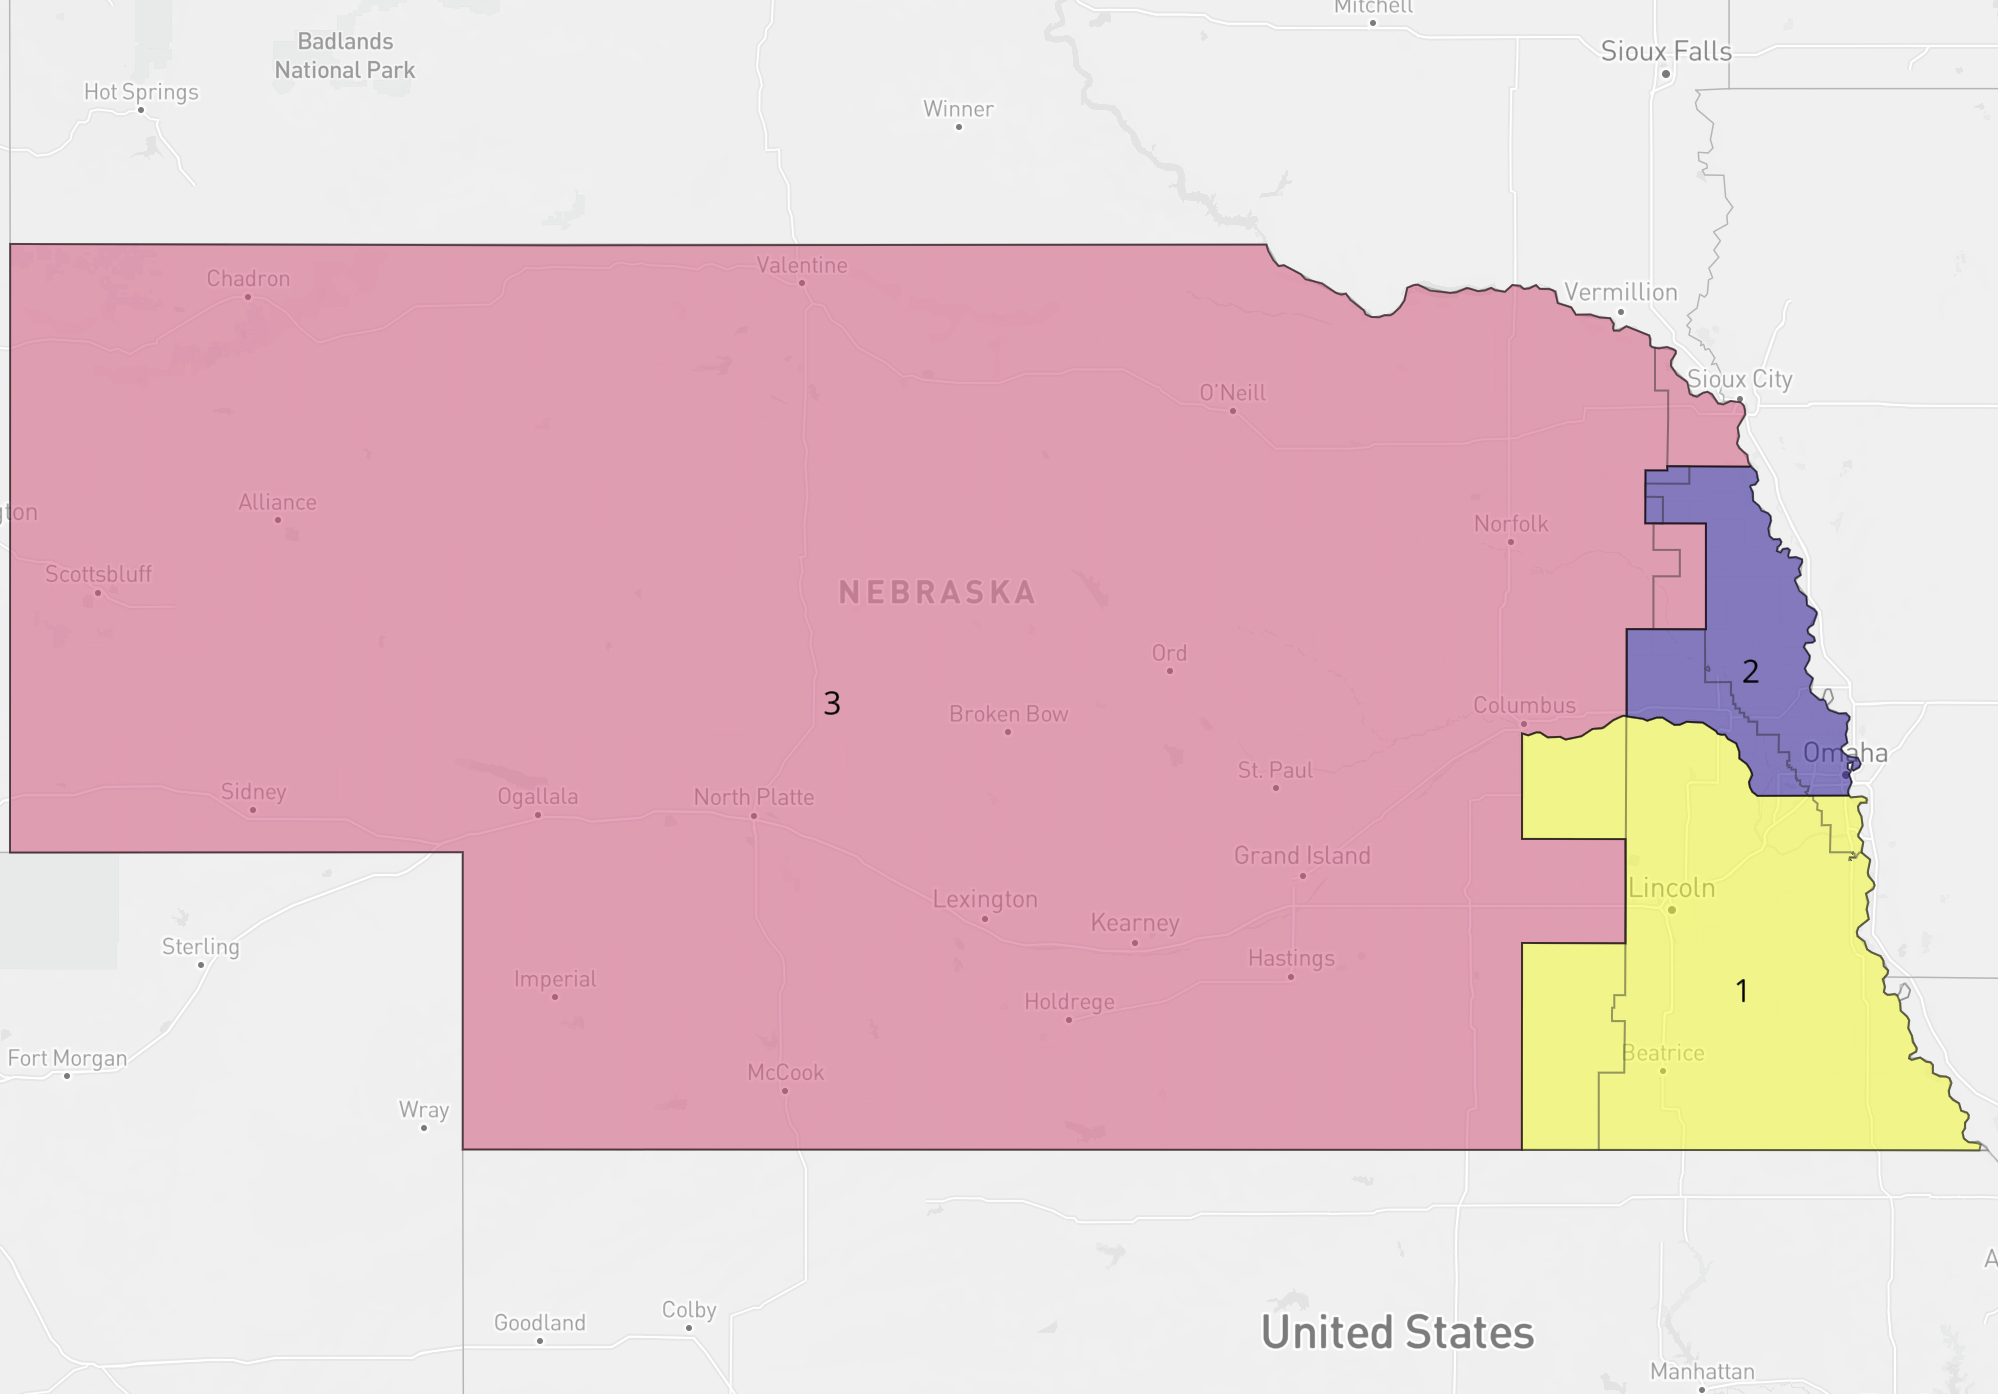 Mitchell
Badlands
National Park
Sioux Falls
Hot Springs
Winner
Valentine
Chadron
Vermillion
Sioux City
O'Neill
Alliance
gton
Norfolk
Scottsbluff
NEBRASKA
Ord
2
3
Columbus
Broken Bow
Omaha
St. Paul
Sidney
Ogallala
North Platte
Grand Island
Lincoln
Lexington
Kearney
Sterling
Hastings
Imperial
1
Holdrege
Fort Morgan
Beatrice
McCook
Wray
A
Colby
Goodland
United States
Manhattan